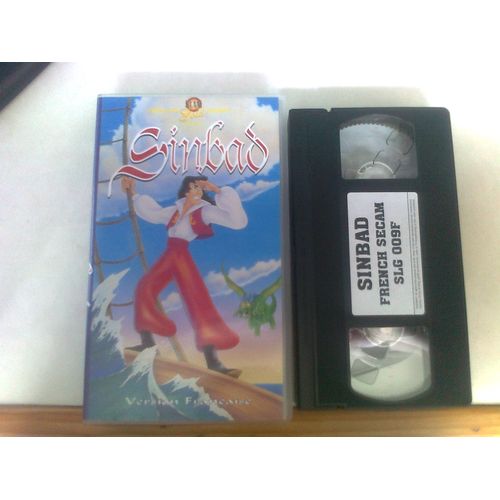 Sinbad
Version Française
SINBAD
FRENCH SECAM
SLG 009F